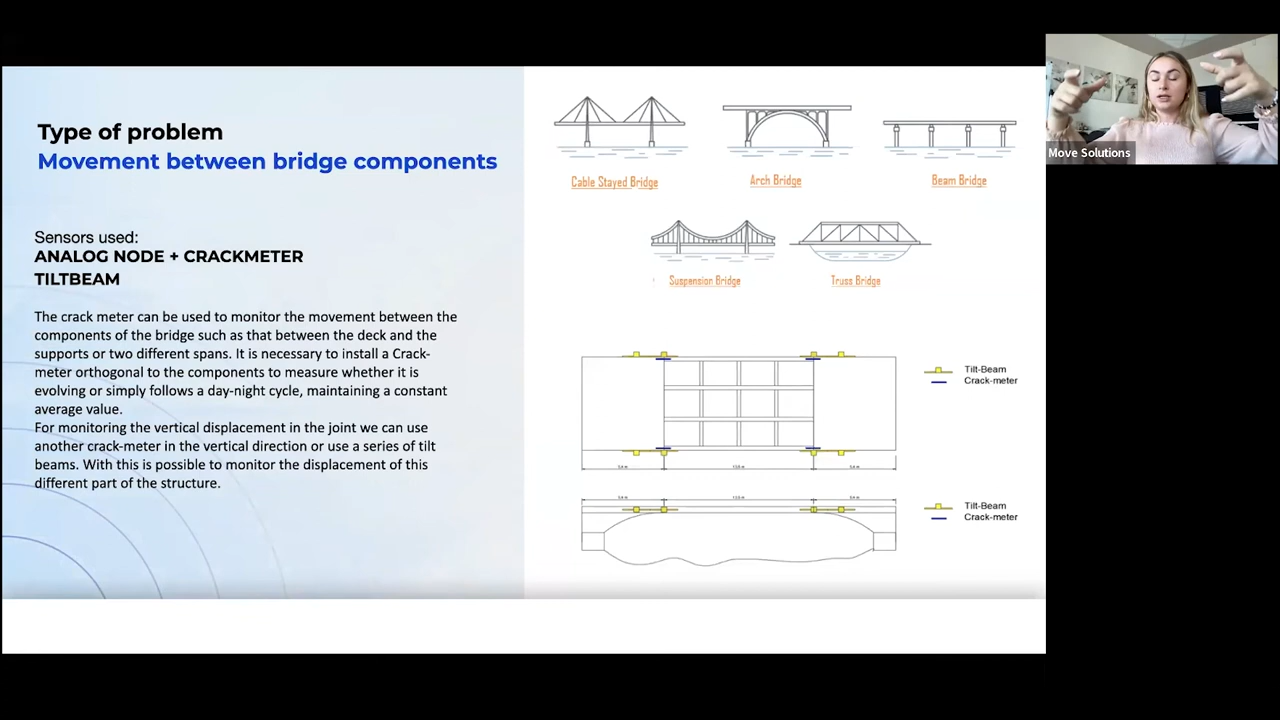 Type of problem
Movement between bridge components
Sensors used:
ANALOG NODE + CRACKMETER
TILTBEAM
The crack meter can be used to monitor the movement between the
components of the bridge such as that between the deck and the
supports or two different spans. It is necessary to install a Crack-
meter orthogonal to the components to measure whether it is
evolving or simply follows a day-night cycle, maintaining a constant
average value.
For monitoring the vertical displacement in the joint we can use
another crack-meter in the vertical direction or use a series of tilt
beams. With this is possible to monitor the displacement of this
different part of the structure.
Cable Stayed Bridge
Arch Bridge
Beam Bridge
Suspension Bridge
Truss Bridge
Tilt-Beam
Crack-meter
Tilt-Beam
Crack-meter
Move Solutions